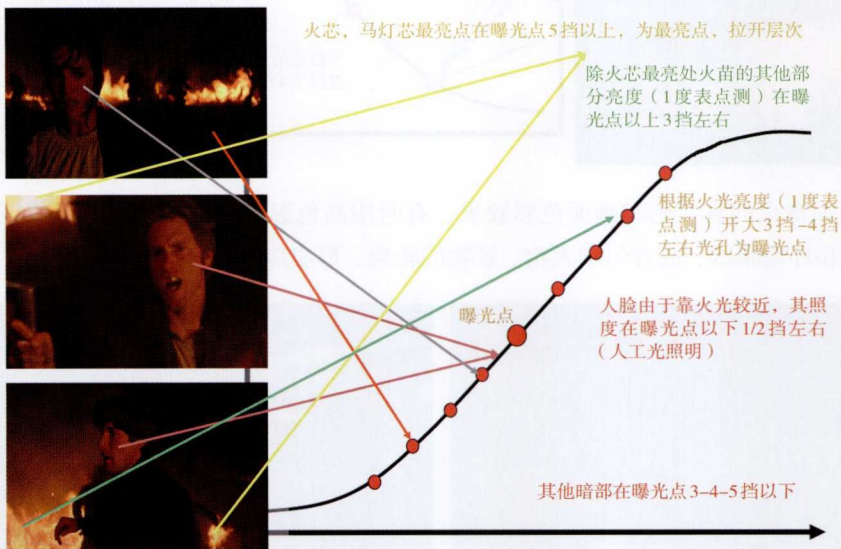 火芯，马灯芯最亮点在曝光点5挡以上，为最亮点，拉开层次
除火芯最亮处火苗的其他部
分亮度（1度表点测）在曝
光点以上3挡左右
根据火光亮度（1度表
点测）开大3挡-4挡
左右光孔为曝光点
曝光点
人脸由于靠火光较近，其照
度在曝光点以下1/2挡左右
（人工光照明）
其他暗部在曝光点3-4-5挡以下